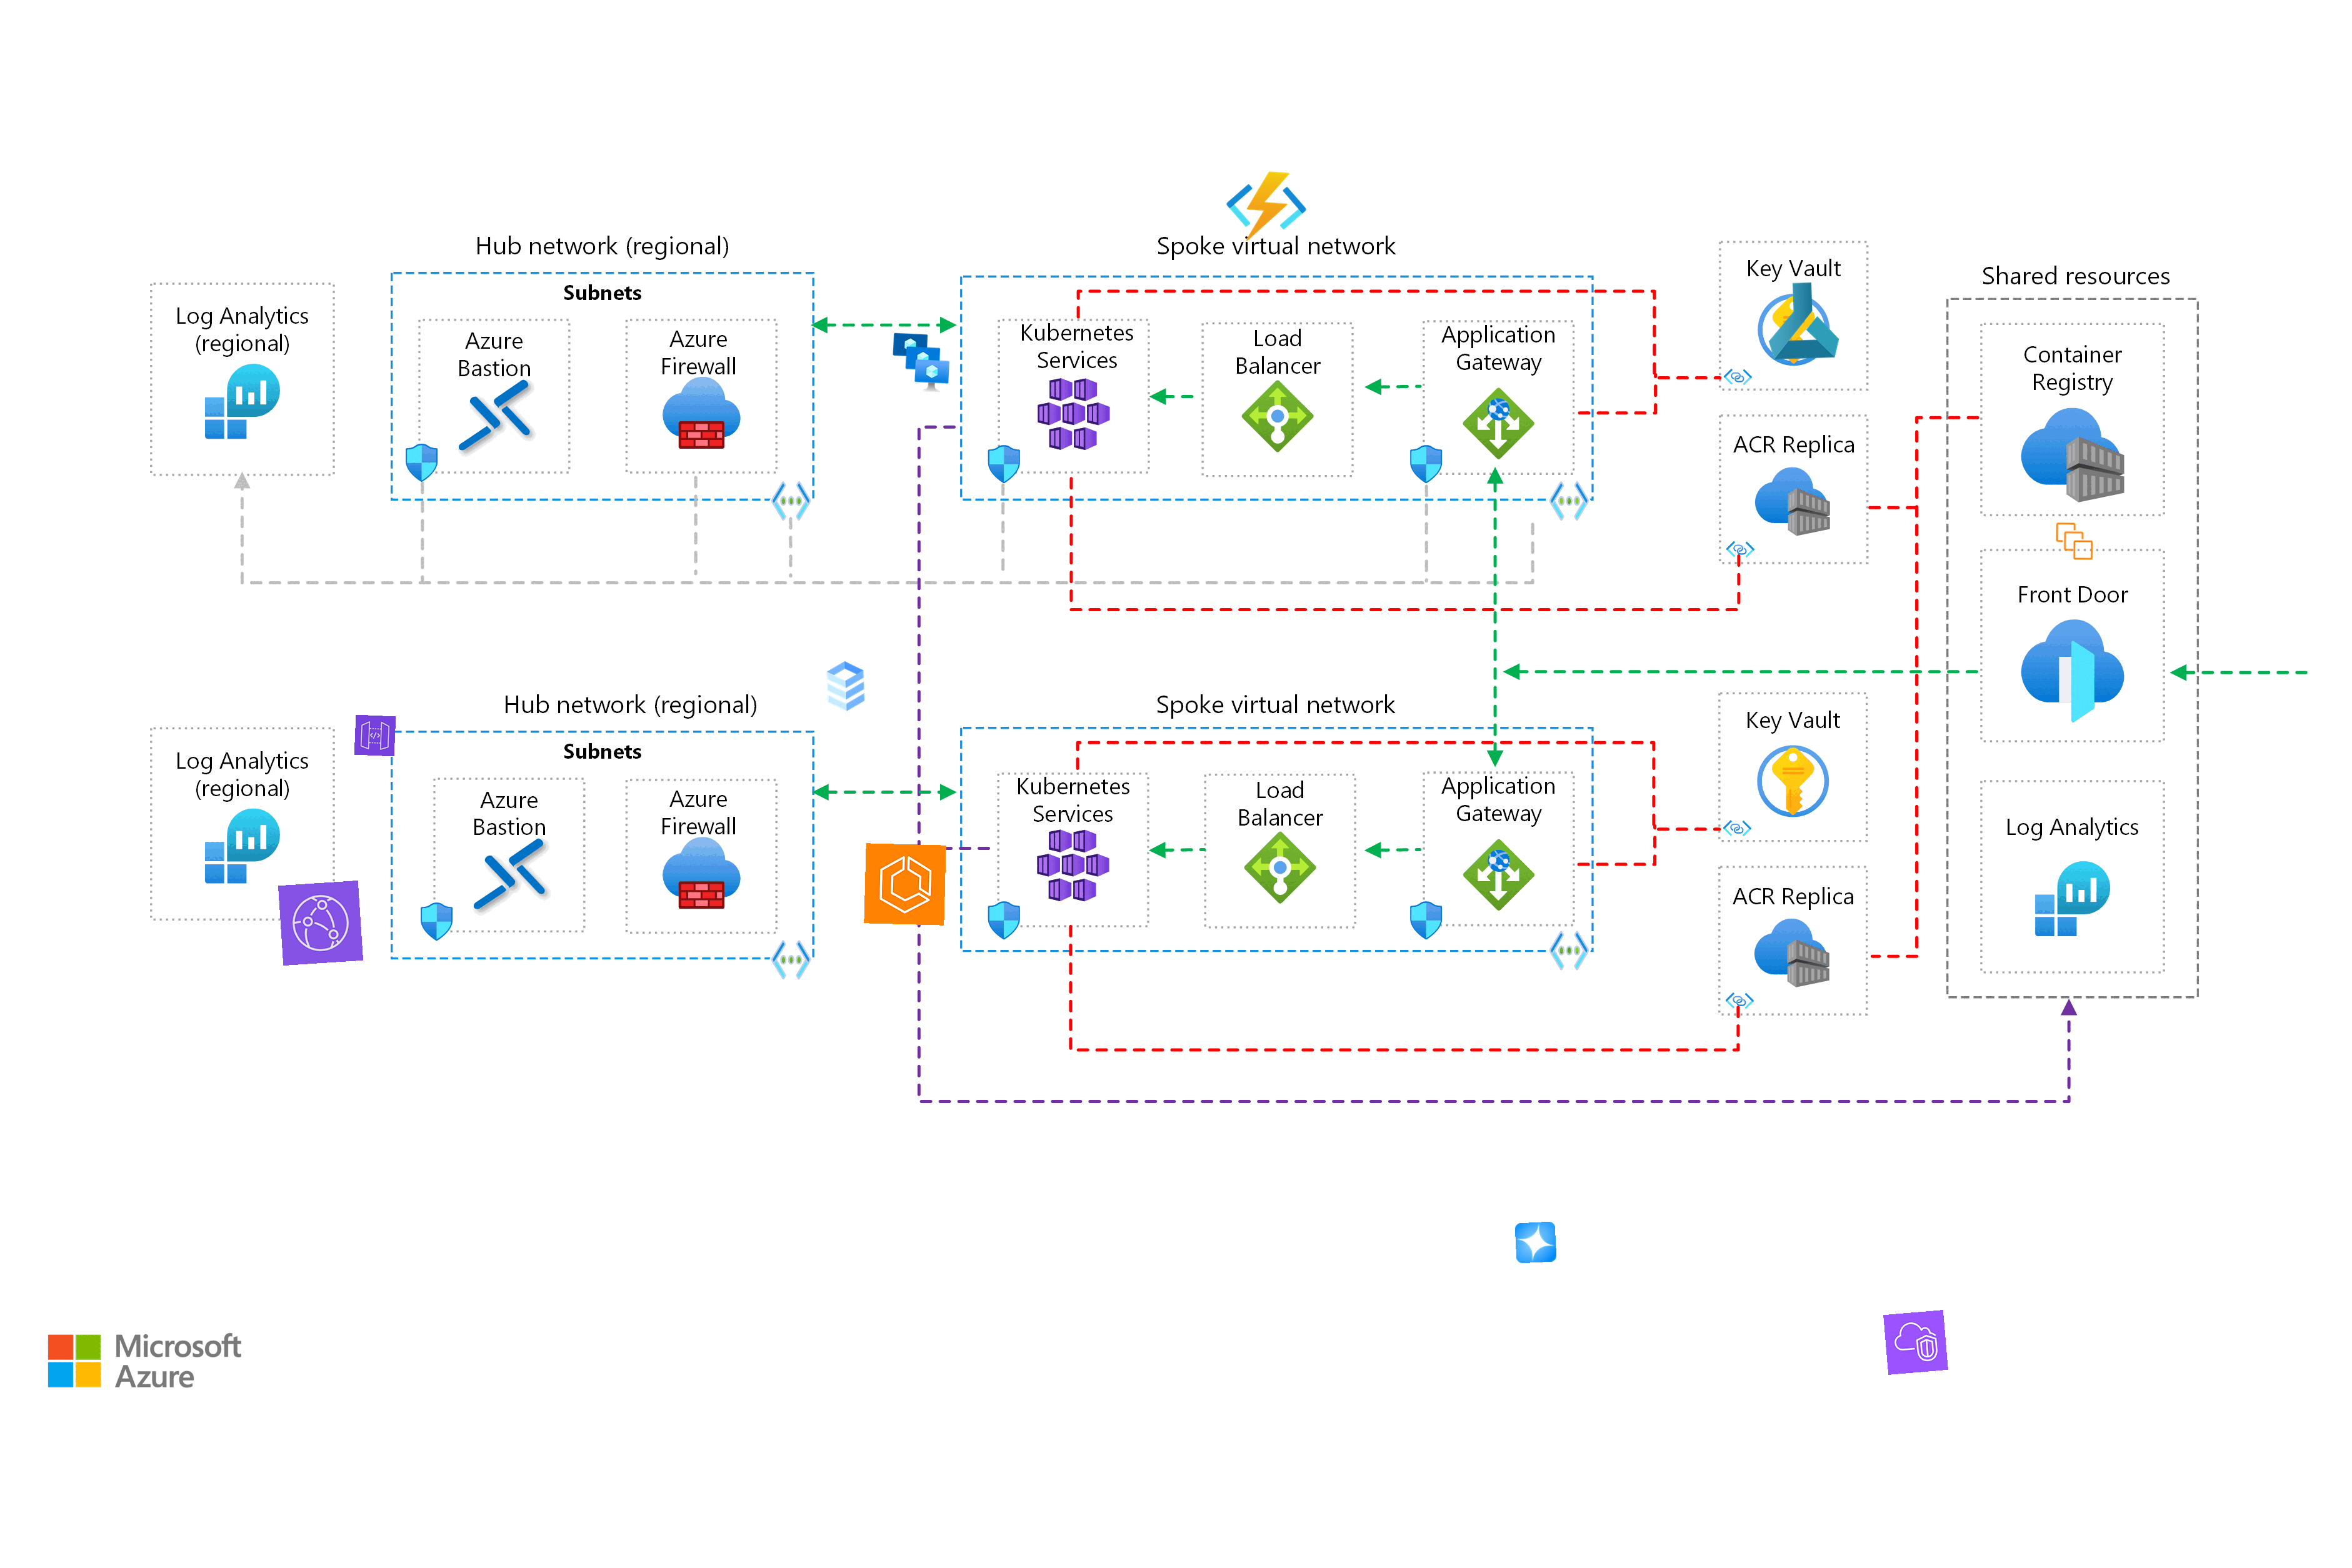 Hub network (regional)
Spoke virtual network
Shared resources
Log Analytics
(regional)
Subnets
Azure
Bastion
Azure
Firewall
Kubernetes
Services
Load
Balancer
Application
Gateway
Key Vault
ACR Replica
Container
Registry
Front Door
Log Analytics
Hub network (regional)
Spoke virtual network
Log Analytics
(regional)
Subnets
Azure
Bastion
Azure
Firewall
Kubernetes
Services
Load
Balancer
Application
Gateway
Key Vault
ACR Replica
Microsoft
Azure